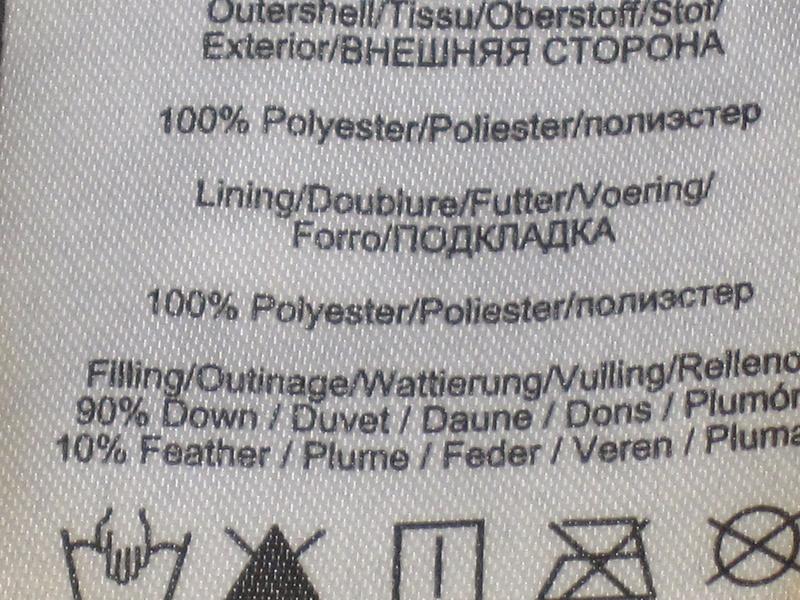 Outershell/Tissu/Oberstoff/Stof/
Exterior/ВНЕШНЯЯ СТОРОНА
100% Polyester/Poliester/полиэстер
Lining/Doublure/Futter/Voering/
Forro/ПОДКЛАДКА
100% Polyester/Poliester/полиэстер
Filling/Outinage/Wattierung/Vulling/Relleno
90% Down / Duvet / Daune / Dons / Plumón
10% Feather / Plume / Feder / Veren / Pluma